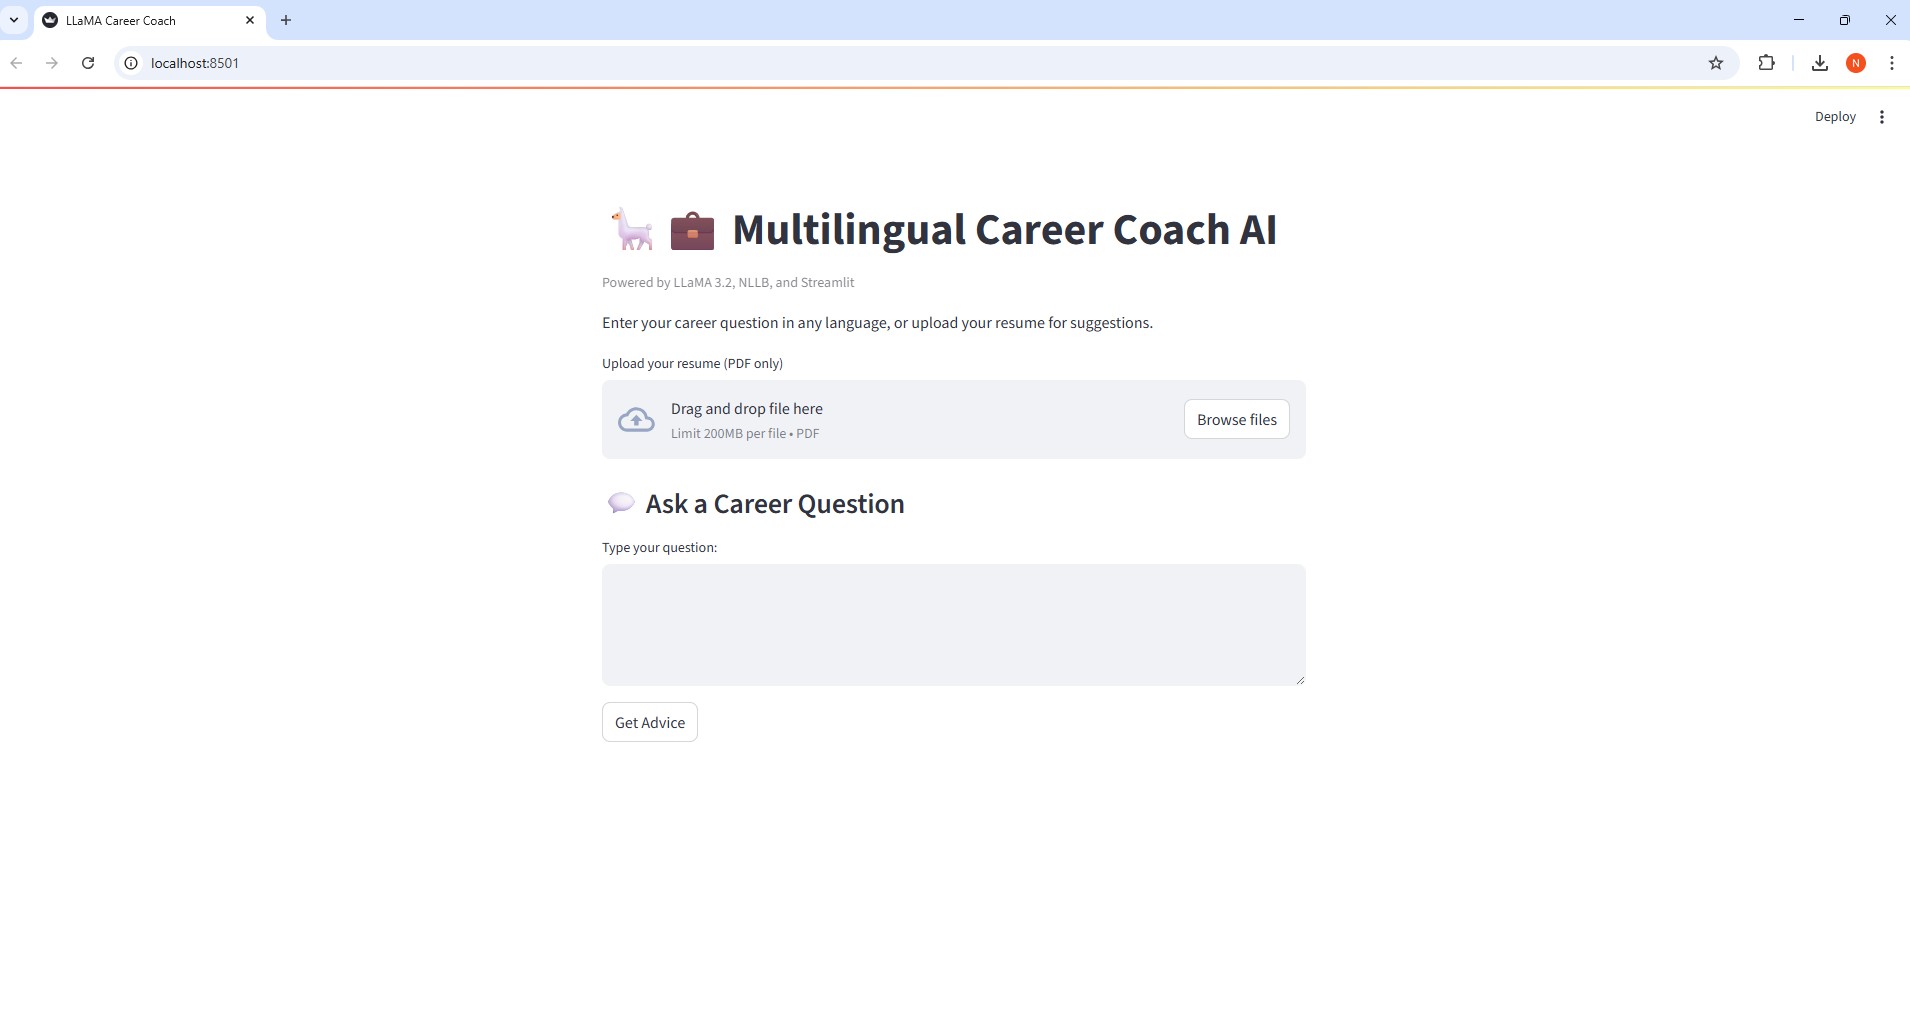 LLaMA Career Coach
localhost:8501
N
Deploy
Multilingual Career Coach AI
Powered by LLaMA 3.2, NLLB, and Streamlit
Enter your career question in any language, or upload your resume for suggestions.
Upload your resume (PDF only)
Drag and drop file here
Limit 200MB per file • PDF
Browse files
Ask a Career Question
Type your question:
Get Advice